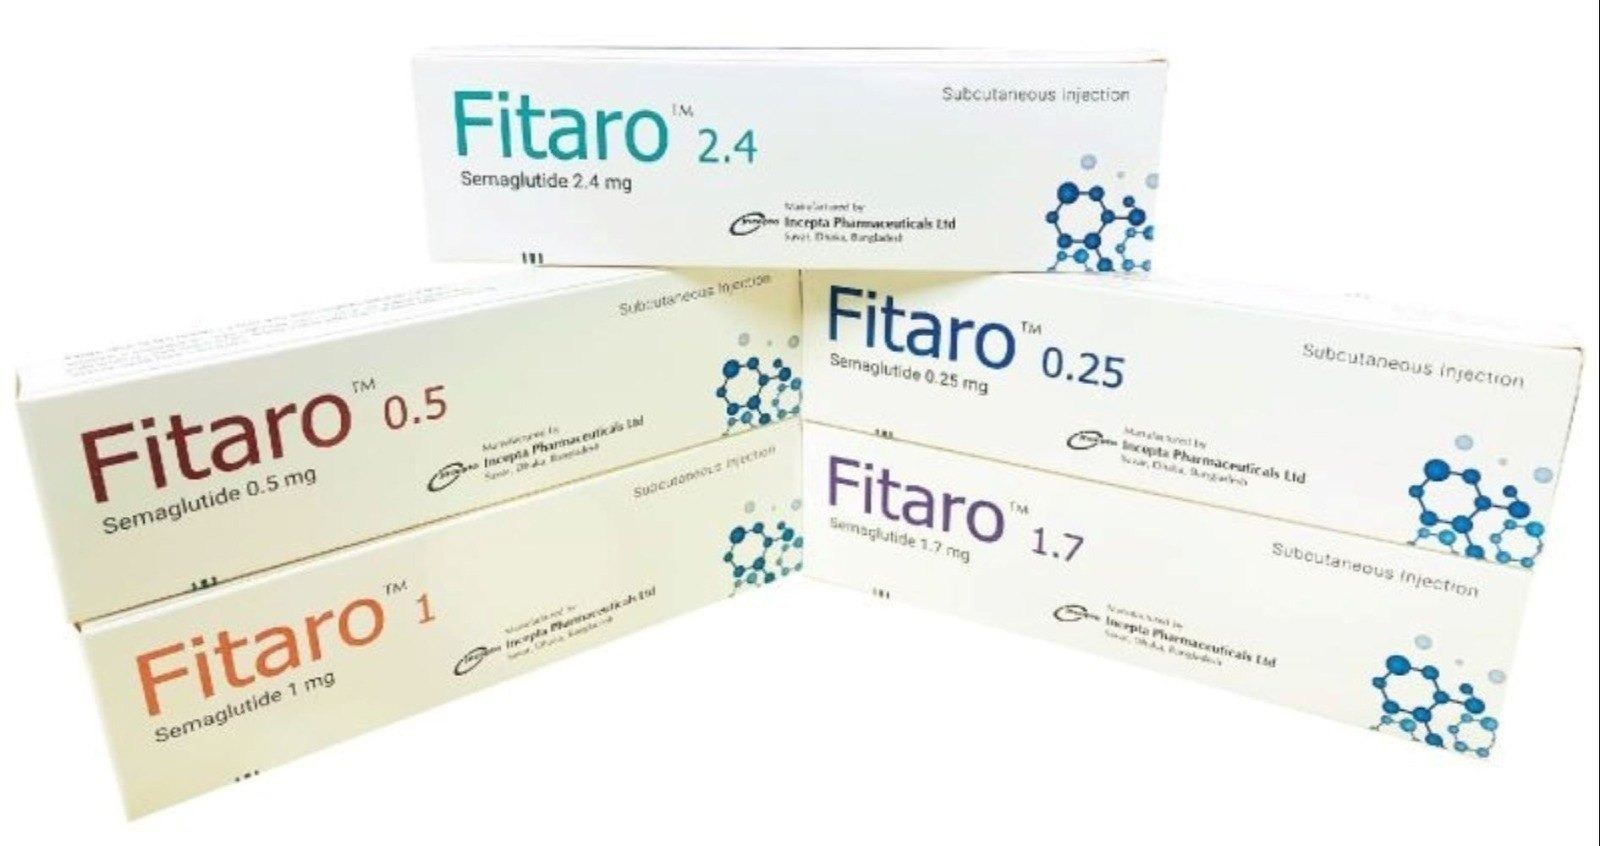 Fitaro™ 2.4
Subcutaneous Injection
Semaglutide 2.4 mg
Manufactured by
Incepta Pharmaceuticals Ltd
Savar, Dhaka, Bangladesh
Fitaro™ 0.5
Subcutaneous Injection
Semaglutide 0.5 mg
Manufactured by
Incepta Pharmaceuticals Ltd
Savar, Dhaka, Bangladesh
Fitaro™ 1
Subcutaneous Injection
Semaglutide 1 mg
Manufactured by
Incepta Pharmaceuticals Ltd
Savar, Dhaka, Bangladesh
Fitaro™ 0.25
Subcutaneous Injection
Semaglutide 0.25 mg
Manufactured by
Incepta Pharmaceuticals Ltd
Savar, Dhaka, Bangladesh
Fitaro™ 1.7
Subcutaneous Injection
Semaglutide 1.7 mg
Manufactured by
Incepta Pharmaceuticals Ltd
Savar, Dhaka, Bangladesh